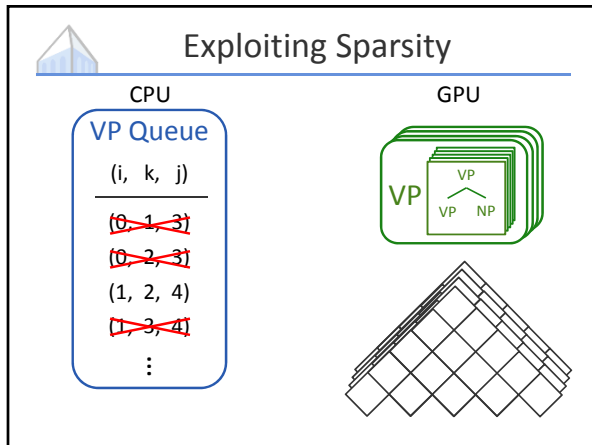 Exploiting Sparsity
CPU
VP Queue
(i, k, j)
(0, 1, 3)
(0, 2, 3)
(1, 2, 4)
(1, 3, 4)
⋮
GPU
VP
VP
VP NP